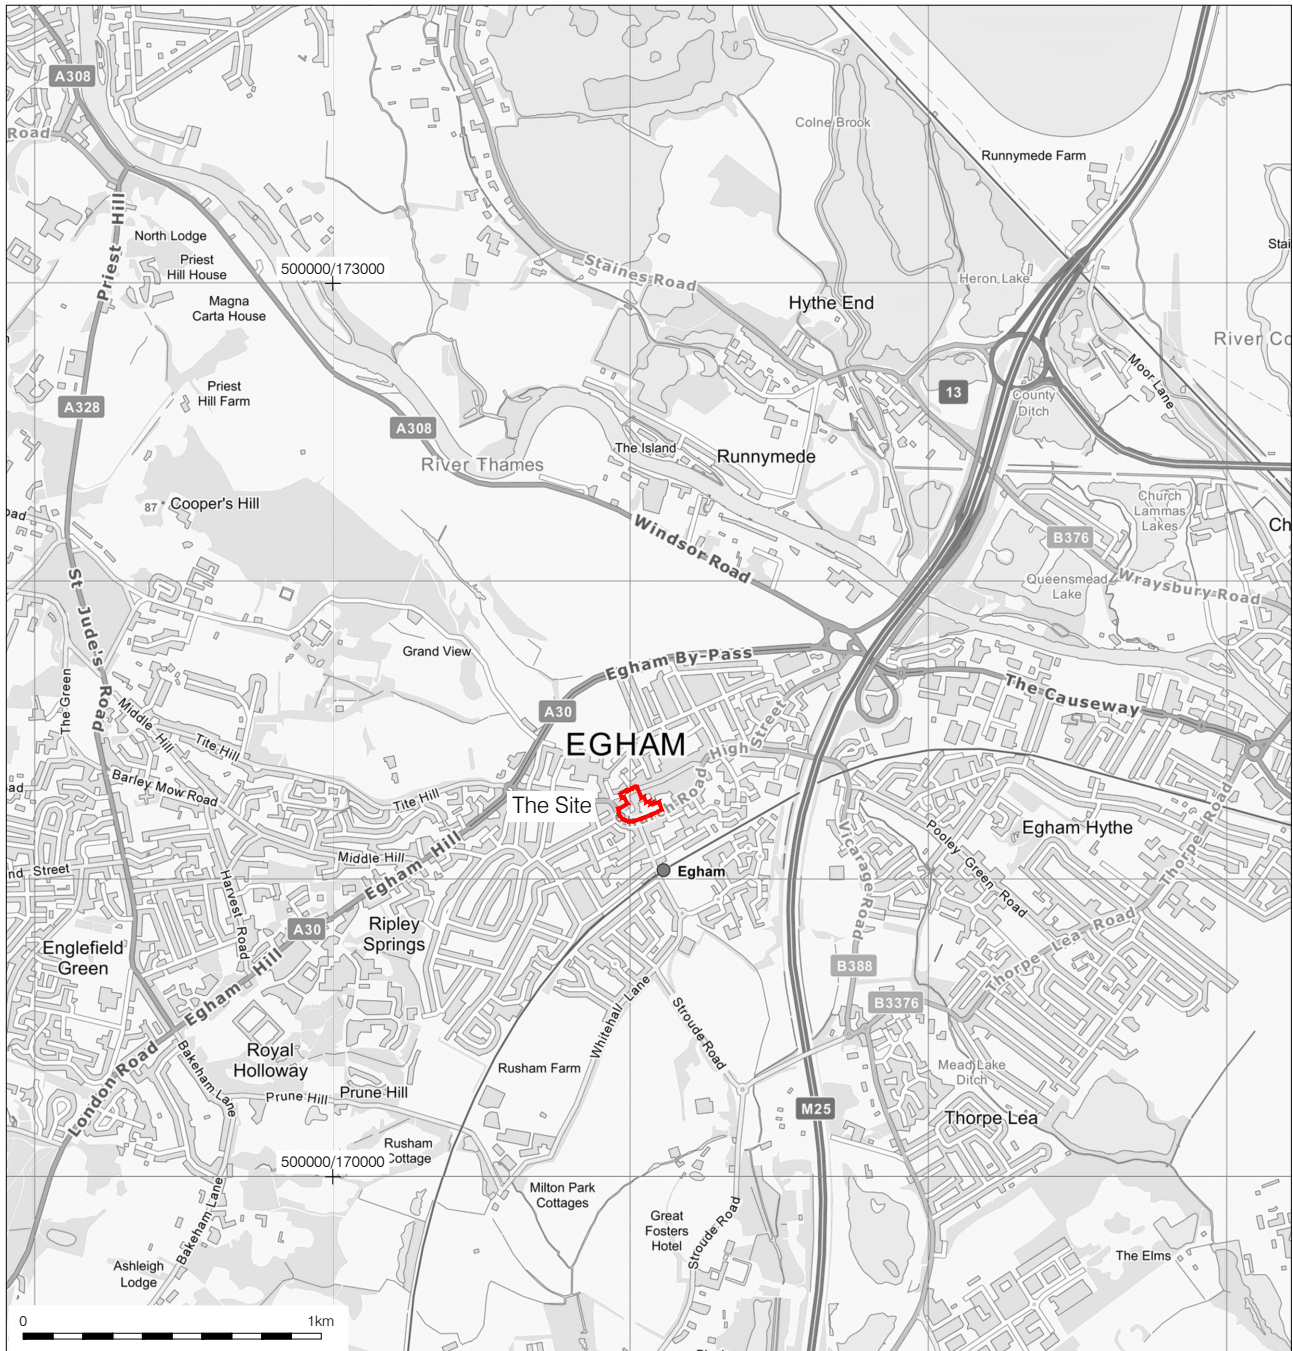 A308
Road
Colne Brook
Runnymede Farm
Priest Hill
North Lodge
Priest
Hill House
500000/173000
Staines Road
Heron Lake
Stai
Magna
Carta House
Hythe End
River Co
Moor Lane
Priest
Hill Farm
A328
13
County
Ditch
A308
River Thames
The Island
Runnymede
87
Cooper's Hill
oad
Church
Lammas
Lakes
Ch
Windsor Road
B376
Queensmead
Lake
Wraysbury Road
St Jude's Road
The Green
Grand View
Egham By-Pass
The Causeway
A30
EGHAM
Middle Hill
Tite Hill
High Street
Barley Mow Road
ad
Tite Hill
The Site
Church Road
Egham Hythe
Thorpe Road
Vicarage Road
Pooley Green Road
Middle Hill
Egham Hill
nd Street
Egham
Harvest Road
A30
Ripley
Springs
Englefield
Green
Thorpe Lea Road
B388
B3376
Egham Hill
Whitehall Lane
Stroude Road
London Road
Bakeham Lane
Royal
Holloway
Rusham Farm
Mead Lake
Ditch
Prune Hill
Prune Hill
M25
Thorpe Lea
Rusham
Cottage
500000/170000
Milton Park
Cottages
Bakeham Lane
Great
Fosters
Hotel
Stroude Road
Ashleigh
Lodge
The Elms
0 1km